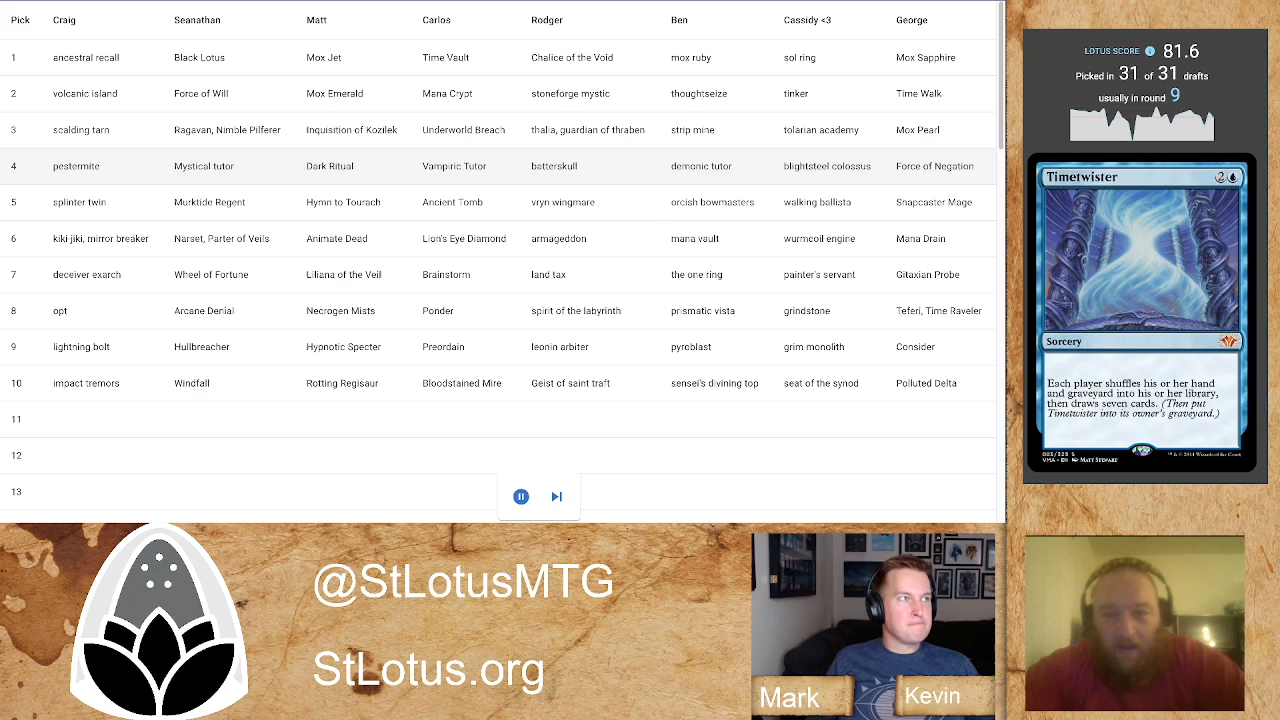 Pick Craig Seanathan Matt Carlos Rodger Ben Cassidy <3 George
1 ancestral recall Black Lotus Mox Jet Time Vault Chalice of the Void mox ruby sol ring Mox Sapphire
2 volcanic island Force of Will Mox Emerald Mana Crypt stoneforge mystic thoughtseize tinker Time Walk
3 scalding tarn Ragavan, Nimble Pilferer Inquisition of Kozilek Underworld Breach thalia, guardian of thraben strip mine tolarian academy Mox Pearl
4 pestermite Mystical tutor Dark Ritual Vampiric Tutor batterskull demonic tutor blightsteel colossus Force of Negation
5 splinter twin Murktide Regent Hymn to Tourach Ancient Tomb lyn wingmare orcish bowmasters walking ballista Snapcaster Mage
6 kiki jiki, mirror breaker Narset, Parter of Veils Animate Dead Lion's Eye Diamond armageddon mana vault wurmcoil engine Mana Drain
7 deceiver exarch Wheel of Fortune Liliana of the Veil Brainstorm land tax the one ring painter's servant Gitaxian Probe
8 opt Arcane Denial Necrogen Mists Ponder spirit of the labyrinth prismatic vista grindstone Teferi, Time Raveler
9 lightning bolt Hullbreacher Hypnotic Specter Preordain leonin arbiter pyroblast grim monolith Consider
10 impact tremors Windfall Rotting Regisaur Bloodstained Mire Geist of saint traft sensei's divining top seat of the synod Polluted Delta
11
12
13
LOTUS SCORE i 81.6
Picked in 31 of 31 drafts
usually in round 9
Timetwister 2
Sorcery
Each player shuffles his or her hand
and graveyard into his or her library,
then draws seven cards. (Then put
Timetwister into its owner's graveyard.)
VMA • EN MATT STEWART
@StLotusMTG
StLotus.org
Mark
Kevin